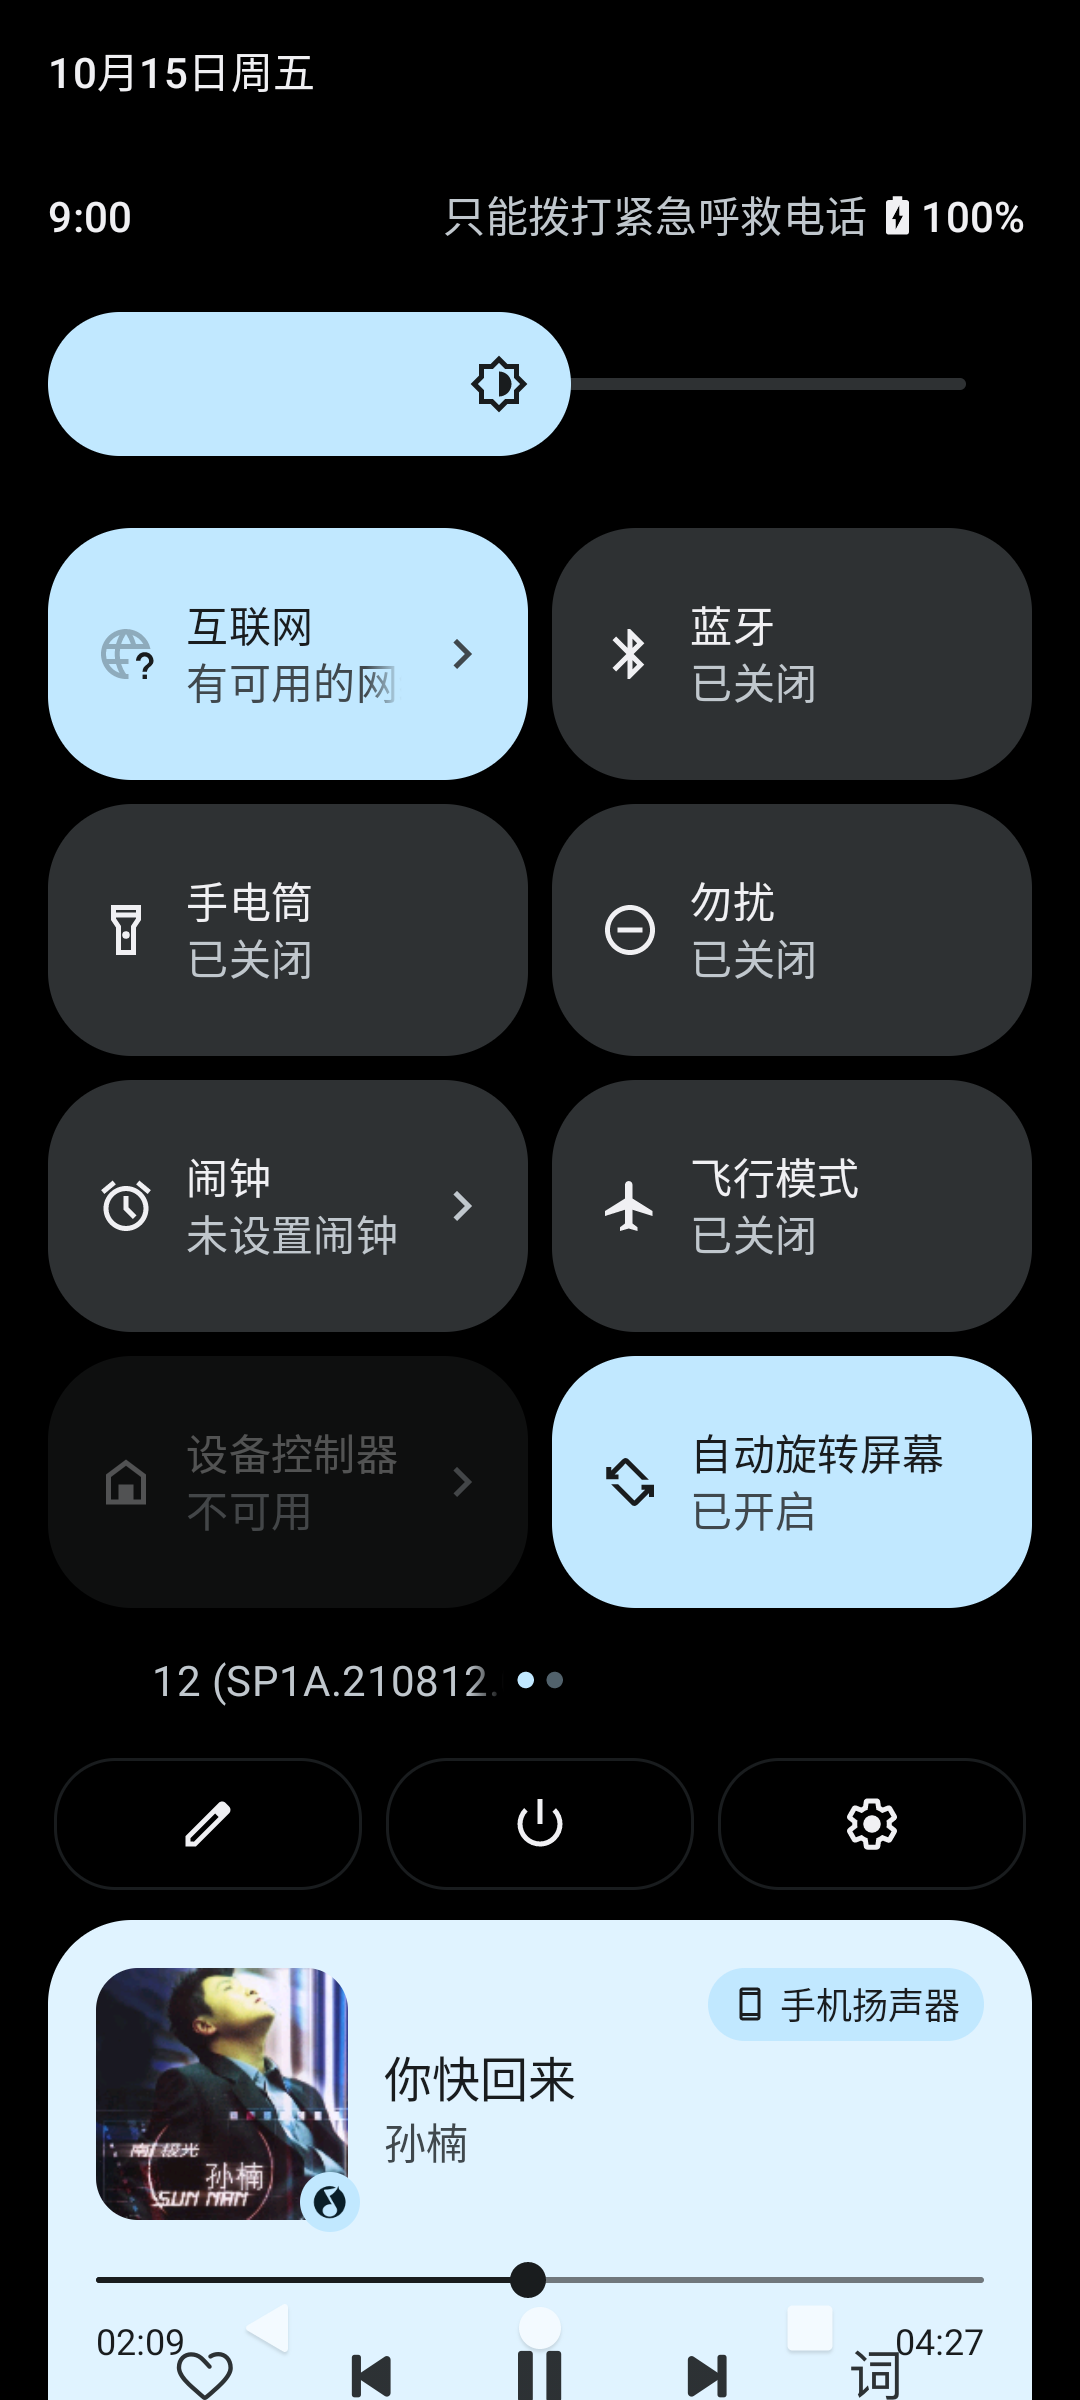 10月15日周五
9:00 只能拨打紧急呼救电话 100%
互联网
有可用的网
蓝牙
已关闭
手电筒
已关闭
勿扰
已关闭
闹钟
未设置闹钟
飞行模式
已关闭
设备控制器
不可用
自动旋转屏幕
已开启
12 (SP1A.210812.
手机扬声器
你快回来
孙楠
南极光
孙楠
SUN NAN
02:09 04:27
词